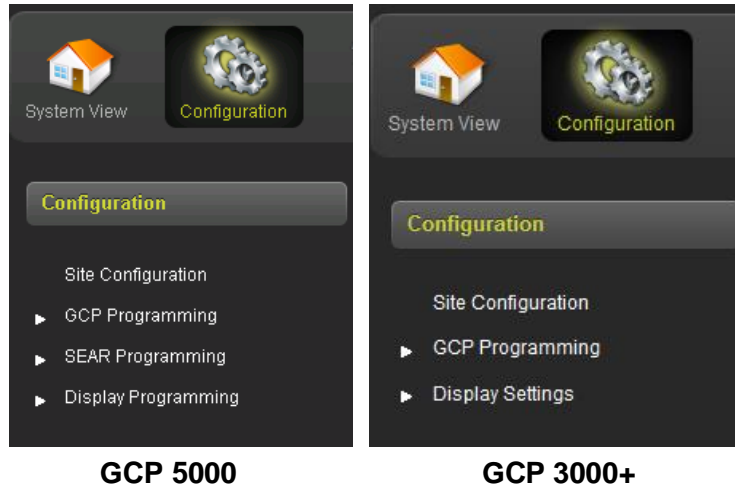 System View
Configuration
Configuration
Site Configuration
GCP Programming
SEAR Programming
Display Programming
GCP 5000
System View
Configuration
Configuration
Site Configuration
GCP Programming
Display Settings
GCP 3000+